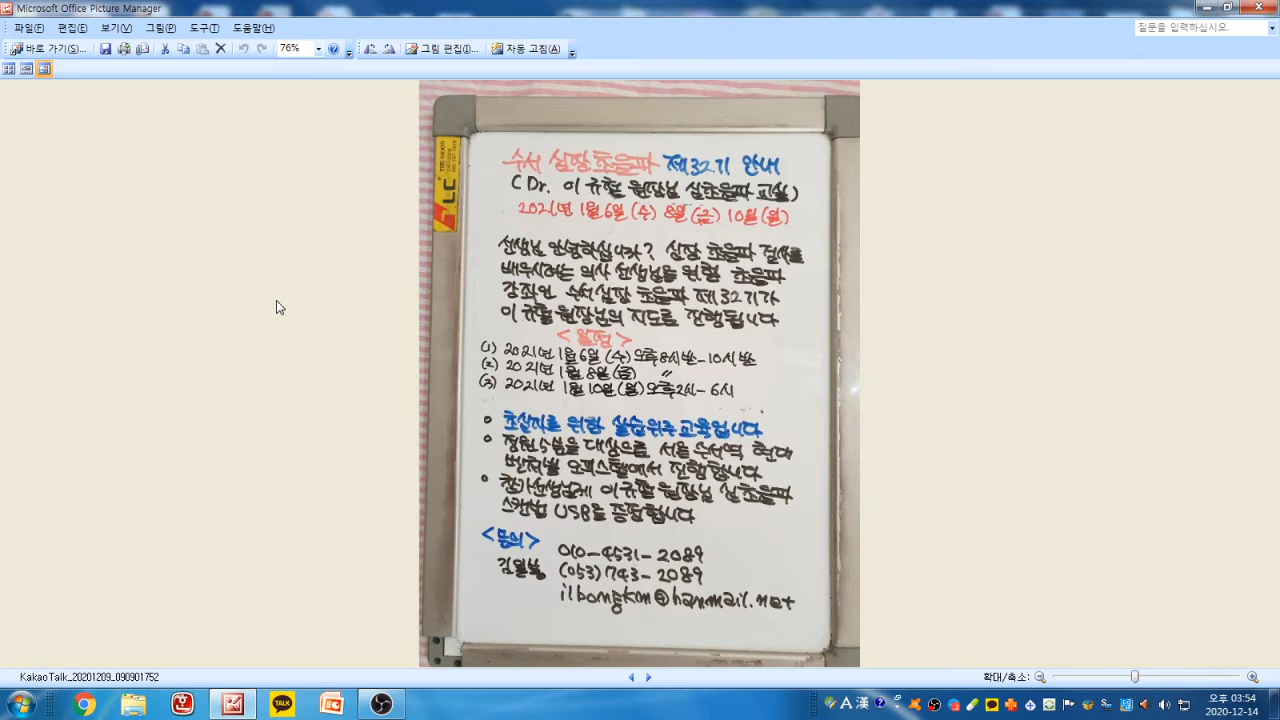 Microsoft Office Picture Manager
파일(F) 편집(E) 보기(V) 그림(P) 도구(T) 도움말(H)
질문을 입력하십시오.
바로 가기(S)... 76% 그림 편집(I)... 자동 고침(A)
LC
수서 심장초음파 제32기 안내
(Dr. 이규철 원장님 심초음파 교실)
2021년 1월6일(수) 8일(금) 10일(월)
선생님 안녕하십니까? 심장 초음파 검사를
배우시려는 의사 선생님을 위한 초음파
강좌인 수서심장 초음파 제32기가
이규철 원장님의 지도로 진행됩니다
<일정>
(1) 2021년 1월6일(수) 오후8시반-10시반
(2) 2021년 1월 8일(금) "
(3) 2021년 1월 10일(월) 오후2시-6시
• 초심자를 위한 실습위주 교육입니다
• 정원 5분을 대상으로 서울 수서역 현대
벤처빌 오피스텔에서 진행합니다
• 참가선생님께 이규철 원장님 심초음파
스캔법 USB를 증정합니다
<문의>
010-4531-2089
김일봉 (053)743-2089
ilbongkm@hanmail.net
KakaoTalk_20201209_090901752
확대/축소:
TALK
A 漢
오후 03:54
2020-12-14